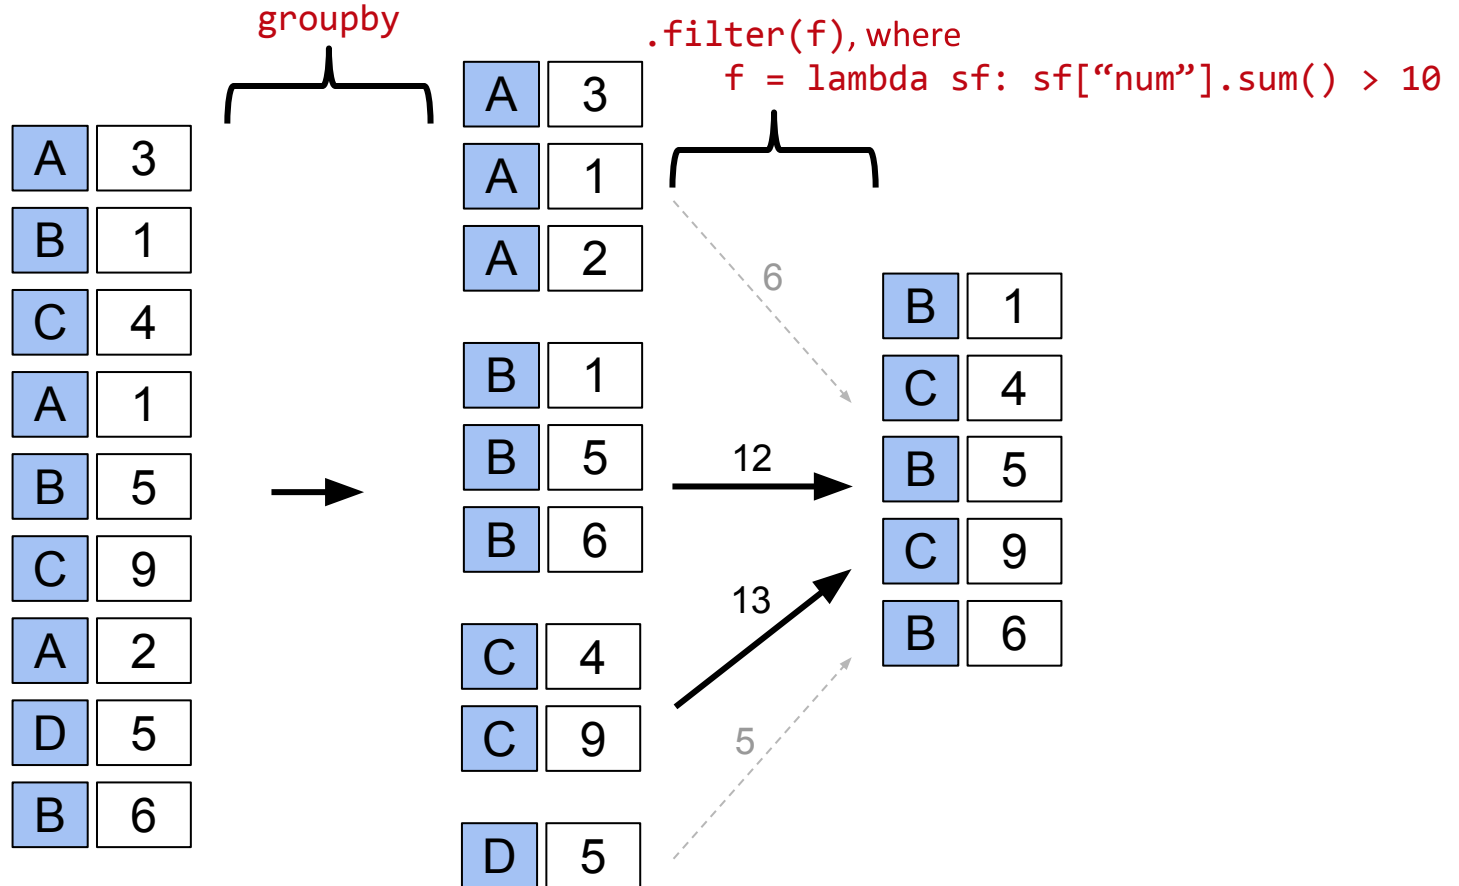 groupby
.filter(f), where
f = lambda sf: sf[“num”].sum() > 10
A 3
B 1
C 4
A 1
B 5
C 9
A 2
D 5
B 6
A 3
A 1
A 2
B 1
B 5
B 6
C 4
C 9
D 5
6
12
13
5
B 1
C 4
B 5
C 9
B 6